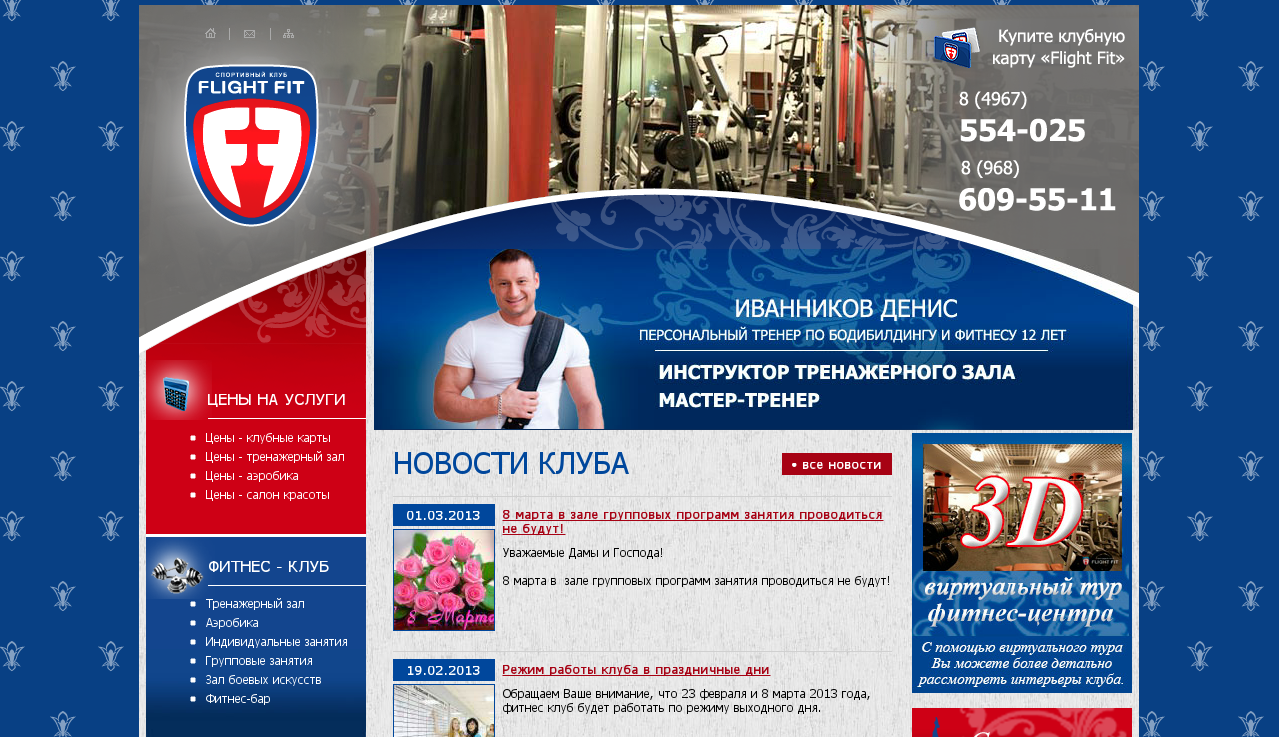 СПОРТИВНЫЙ КЛУБ
FLIGHT FIT
Купите клубную
карту «Flight Fit»
8 (4967)
554-025
8 (968)
609-55-11
ИВАННИКОВ ДЕНИС
ПЕРСОНАЛЬНЫЙ ТРЕНЕР ПО БОДИБИЛДИНГУ И ФИТНЕСУ 12 ЛЕТ
ИНСТРУКТОР ТРЕНАЖЕРНОГО ЗАЛА
МАСТЕР-ТРЕНЕР
ЦЕНЫ НА УСЛУГИ
Цены - клубные карты
Цены - тренажерный зал
Цены - аэробика
Цены - салон красоты
ФИТНЕС - КЛУБ
Тренажерный зал
Аэробика
Индивидуальные занятия
Групповые занятия
Зал боевых искусств
Фитнес-бар
НОВОСТИ КЛУБА
все новости
01.03.2013
8 марта в зале групповых программ занятия проводиться
не будут!
Уважаемые Дамы и Господа!
8 марта в зале групповых программ занятия проводиться не будут!
8 Марта
19.02.2013
Режим работы клуба в праздничные дни
Обращаем Ваше внимание, что 23 февраля и 8 марта 2013 года,
фитнес клуб будет работать по режиму выходного дня.
3D
FLIGHT FIT
виртуальный тур
фитнес-центра
С помощью виртуального тура
Вы можете более детально
рассмотреть интерьеры клуба.